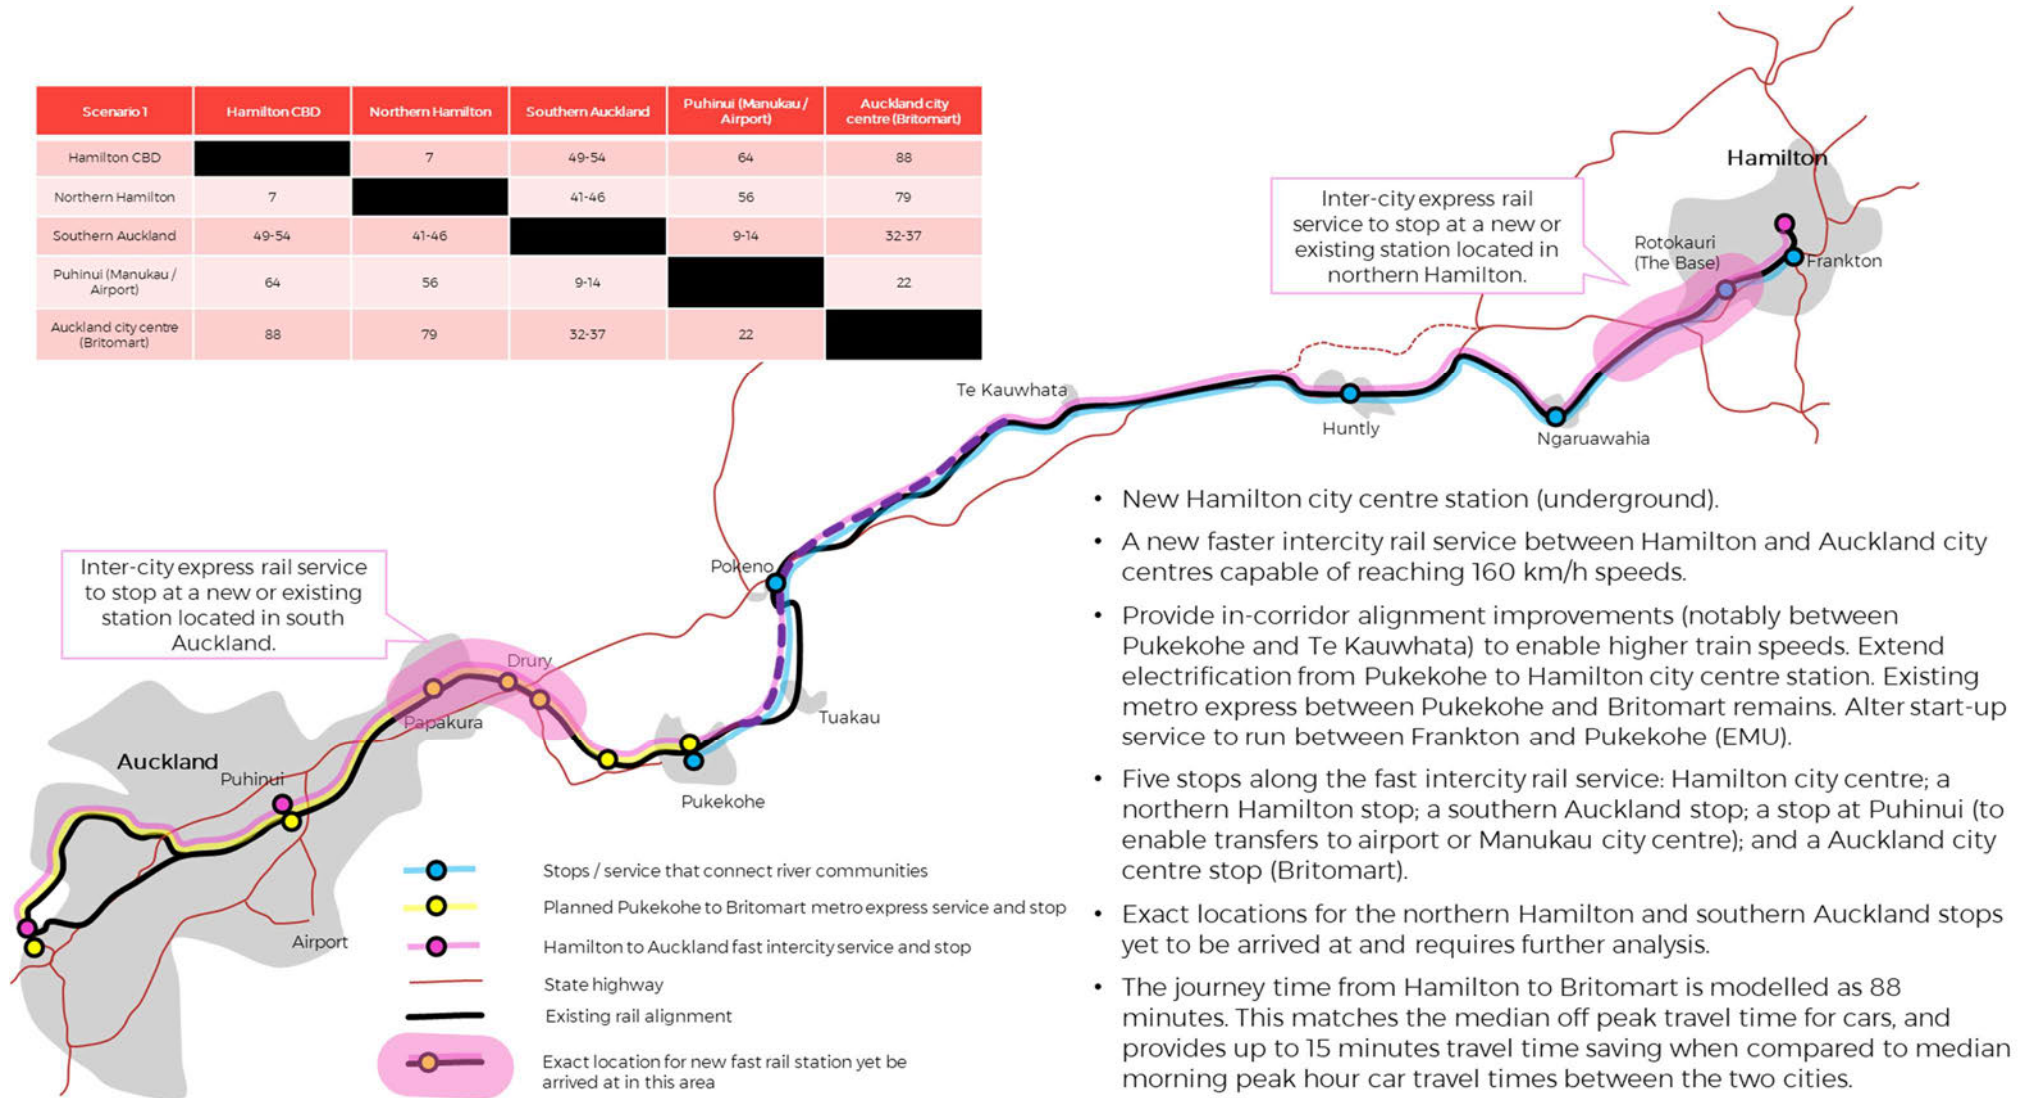 Scenario 1
Hamilton CBD
Northern Hamilton
Southern Auckland
Puhinui (Manukau /
Airport)
Auckland city
centre (Britomart)
Hamilton CBD
7
49-54
64
88
Northern Hamilton
7
41-46
56
79
Southern Auckland
49-54
41-46
9-14
32-37
Puhinui (Manukau /
Airport)
64
56
9-14
22
Auckland city centre
(Britomart)
88
79
32-37
22
Hamilton
Inter-city express rail
service to stop at a new or
existing station located in
northern Hamilton.
Rotokauri
(The Base)
Frankton
Te Kauwhata
Huntly
Ngaruawahia
Pokeno
Inter-city express rail service
to stop at a new or existing
station located in south
Auckland.
Drury
Papakura
Tuakau
Auckland
Puhinui
Pukekohe
Airport
Stops / service that connect river communities
Planned Pukekohe to Britomart metro express service and stop
Hamilton to Auckland fast intercity service and stop
State highway
Existing rail alignment
Exact location for new fast rail station yet be
arrived at in this area
• New Hamilton city centre station (underground).
• A new faster intercity rail service between Hamilton and Auckland city
centres capable of reaching 160 km/h speeds.
• Provide in-corridor alignment improvements (notably between
Pukekohe and Te Kauwhata) to enable higher train speeds. Extend
electrification from Pukekohe to Hamilton city centre station. Existing
metro express between Pukekohe and Britomart remains. Alter start-up
service to run between Frankton and Pukekohe (EMU).
• Five stops along the fast intercity rail service: Hamilton city centre; a
northern Hamilton stop; a southern Auckland stop; a stop at Puhinui (to
enable transfers to airport or Manukau city centre); and a Auckland city
centre stop (Britomart).
• Exact locations for the northern Hamilton and southern Auckland stops
yet to be arrived at and requires further analysis.
• The journey time from Hamilton to Britomart is modelled as 88
minutes. This matches the median off peak travel time for cars, and
provides up to 15 minutes travel time saving when compared to median
morning peak hour car travel times between the two cities.